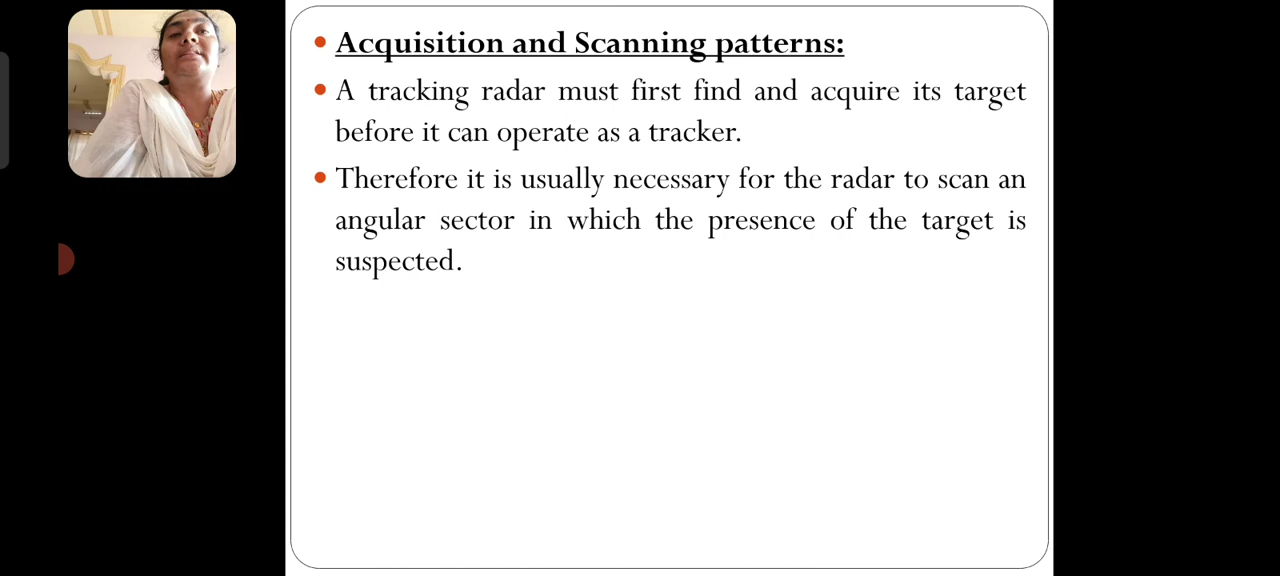 Acquisition and Scanning patterns:
A tracking radar must first find and acquire its target
before it can operate as a tracker.
Therefore it is usually necessary for the radar to scan an
angular sector in which the presence of the target is
suspected.